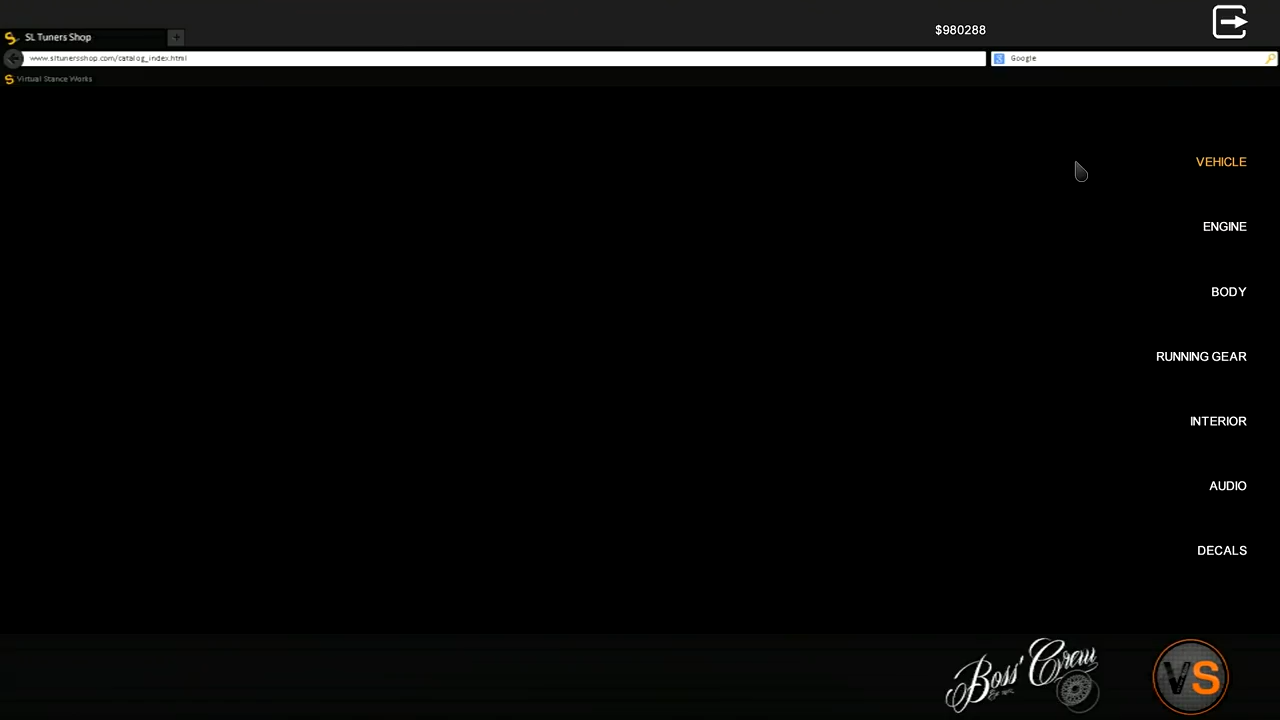 $980288
SL Tuners Shop
www.sltunersshop.com/catalog_index.html
Google
Virtual Stance Works
VEHICLE
ENGINE
BODY
RUNNING GEAR
INTERIOR
AUDIO
DECALS
Boss' Crew
VS